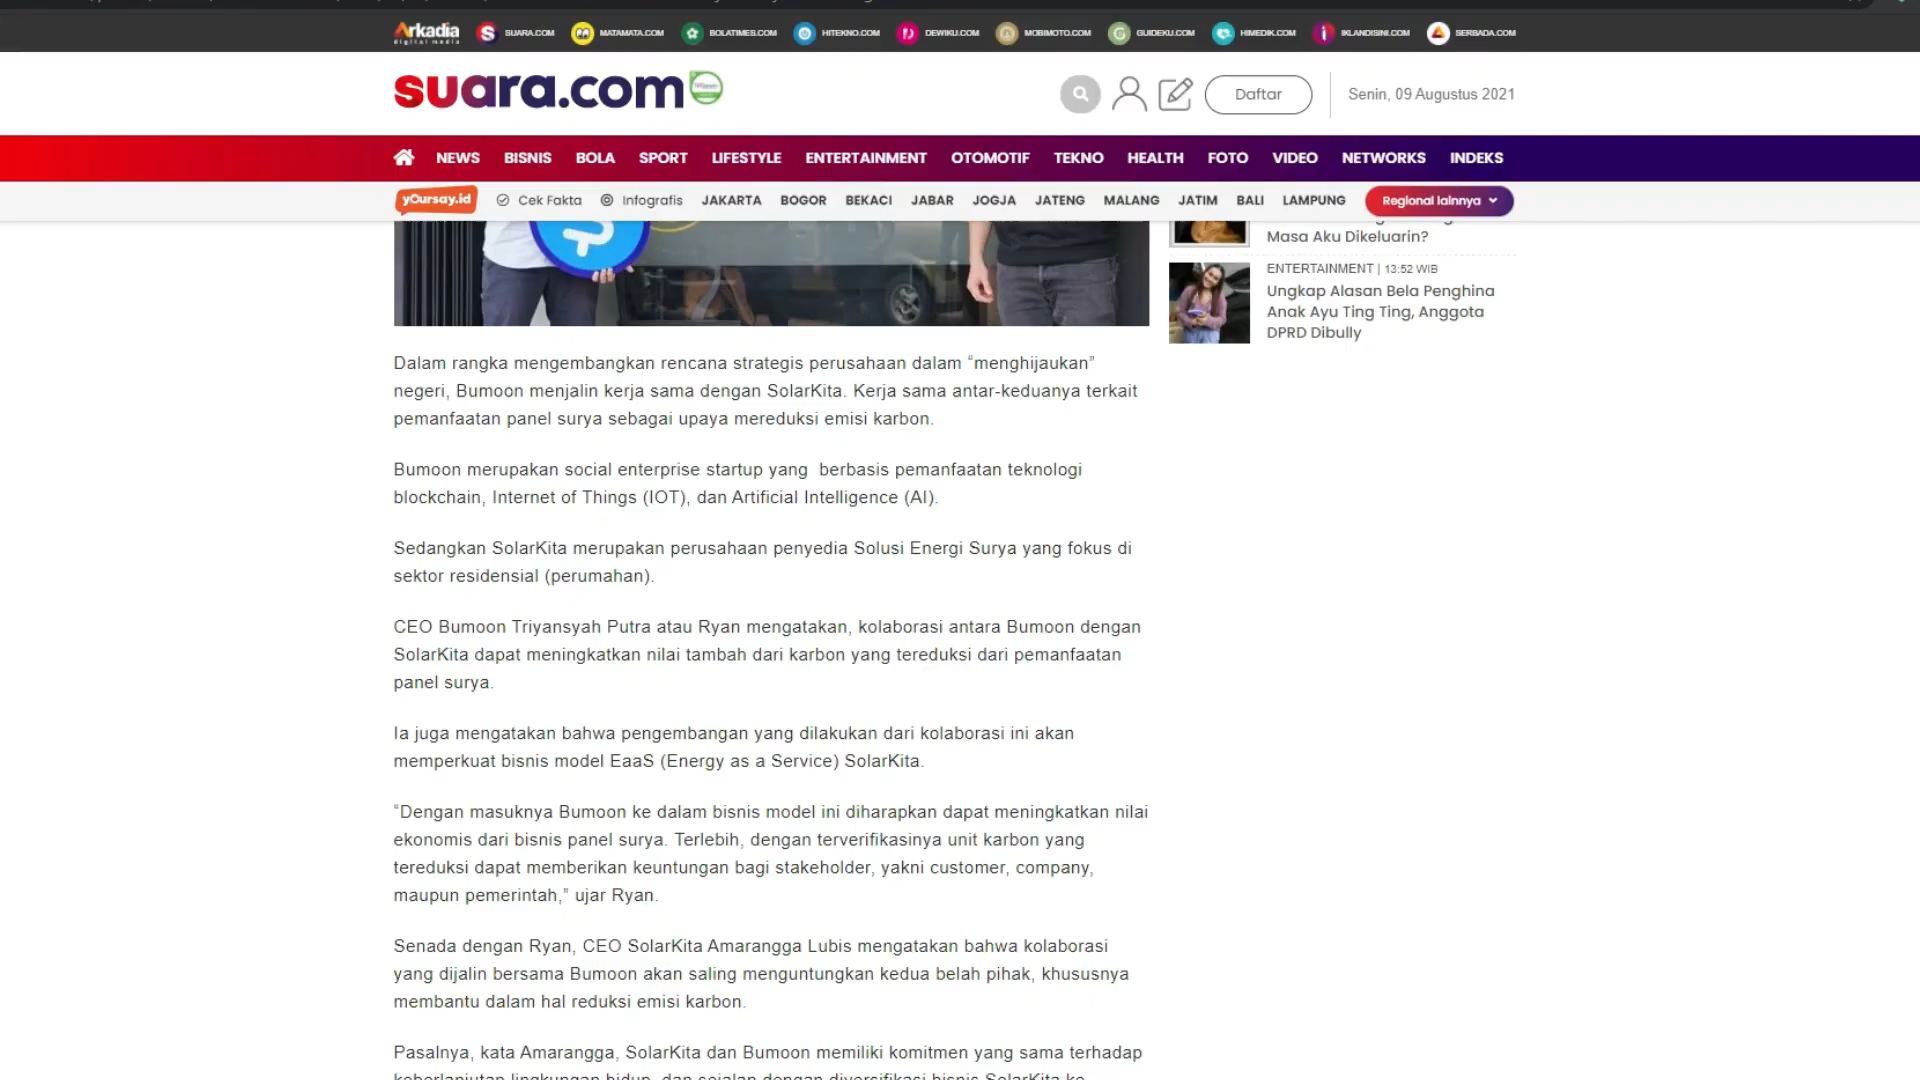 Arkadia
digital media
SUARA.COM
MATAMATA.COM
BOLATIMES.COM
HITEKNO.COM
DEWIKU.COM
MOBIMOTO.COM
GUIDEKU.COM
HIMEDIK.COM
IKLANDISINI.COM
SERBADA.COM
suara.com
Daftar
Senin, 09 Augustus 2021
NEWS BISNIS BOLA SPORT LIFESTYLE ENTERTAINMENT OTOMOTIF TEKNO HEALTH FOTO VIDEO NETWORKS INDEKS
yOursay.id Cek Fakta Infografis JAKARTA BOGOR BEKACI JABAR JOGJA JATENG MALANG JATIM BALI LAMPUNG Regional lainnya
Masa Aku Dikeluarin?
ENTERTAINMENT | 13:52 WIB
Ungkap Alasan Bela Penghina
Anak Ayu Ting Ting, Anggota
DPRD Dibully
Dalam rangka mengembangkan rencana strategis perusahaan dalam “menghijaukan”
negeri, Bumoon menjalin kerja sama dengan SolarKita. Kerja sama antar-keduanya terkait
pemanfaatan panel surya sebagai upaya mereduksi emisi karbon.
Bumoon merupakan social enterprise startup yang berbasis pemanfaatan teknologi
blockchain, Internet of Things (IOT), dan Artificial Intelligence (AI).
Sedangkan SolarKita merupakan perusahaan penyedia Solusi Energi Surya yang fokus di
sektor residensial (perumahan).
CEO Bumoon Triyansyah Putra atau Ryan mengatakan, kolaborasi antara Bumoon dengan
SolarKita dapat meningkatkan nilai tambah dari karbon yang tereduksi dari pemanfaatan
panel surya.
Ia juga mengatakan bahwa pengembangan yang dilakukan dari kolaborasi ini akan
memperkuat bisnis model EaaS (Energy as a Service) SolarKita.
“Dengan masuknya Bumoon ke dalam bisnis model ini diharapkan dapat meningkatkan nilai
ekonomis dari bisnis panel surya. Terlebih, dengan terverifikasinya unit karbon yang
tereduksi dapat memberikan keuntungan bagi stakeholder, yakni customer, company,
maupun pemerintah,” ujar Ryan.
Senada dengan Ryan, CEO SolarKita Amarangga Lubis mengatakan bahwa kolaborasi
yang dijalin bersama Bumoon akan saling menguntungkan kedua belah pihak, khususnya
membantu dalam hal reduksi emisi karbon.
Pasalnya, kata Amarangga, SolarKita dan Bumoon memiliki komitmen yang sama terhadap
keberlanjutan lingkungan hidup, dan sejalan dengan diversifikasi bisnis SolarKita ke